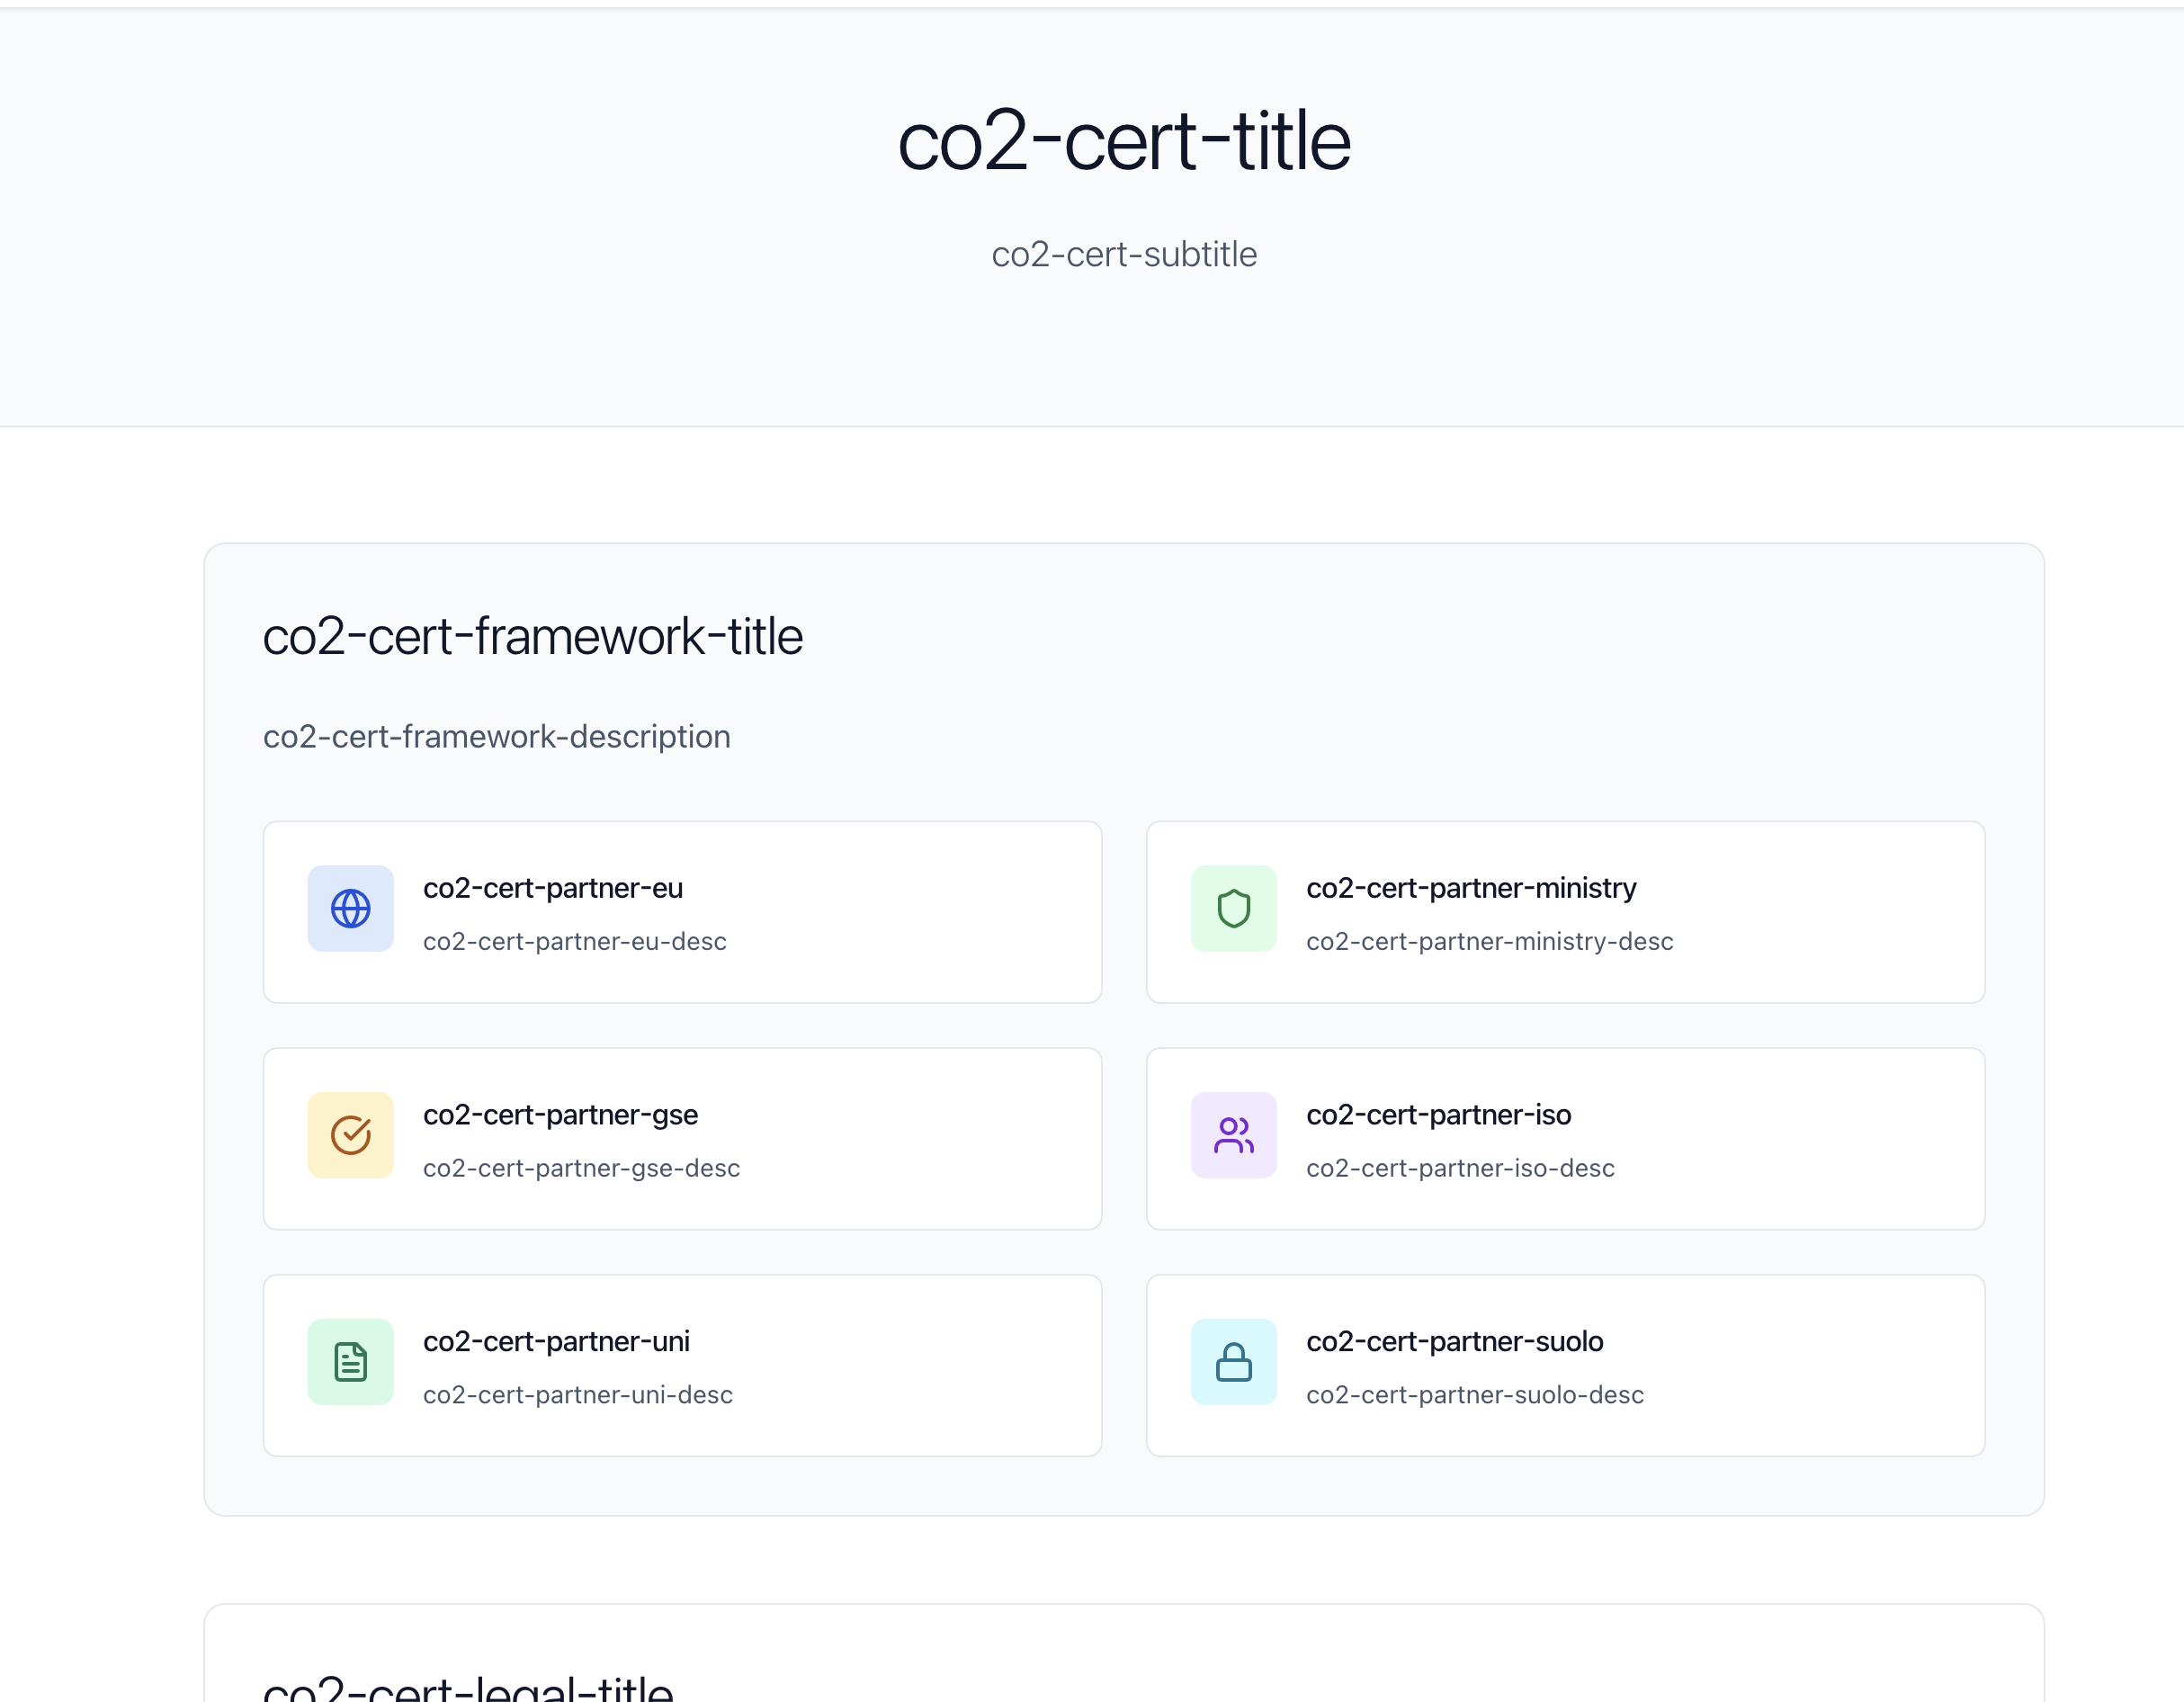 co2-cert-title
co2-cert-subtitle
co2-cert-framework-title
co2-cert-framework-description
co2-cert-partner-eu
co2-cert-partner-eu-desc
co2-cert-partner-ministry
co2-cert-partner-ministry-desc
co2-cert-partner-gse
co2-cert-partner-gse-desc
co2-cert-partner-iso
co2-cert-partner-iso-desc
co2-cert-partner-uni
co2-cert-partner-uni-desc
co2-cert-partner-suolo
co2-cert-partner-suolo-desc
co2-cert-legal-title